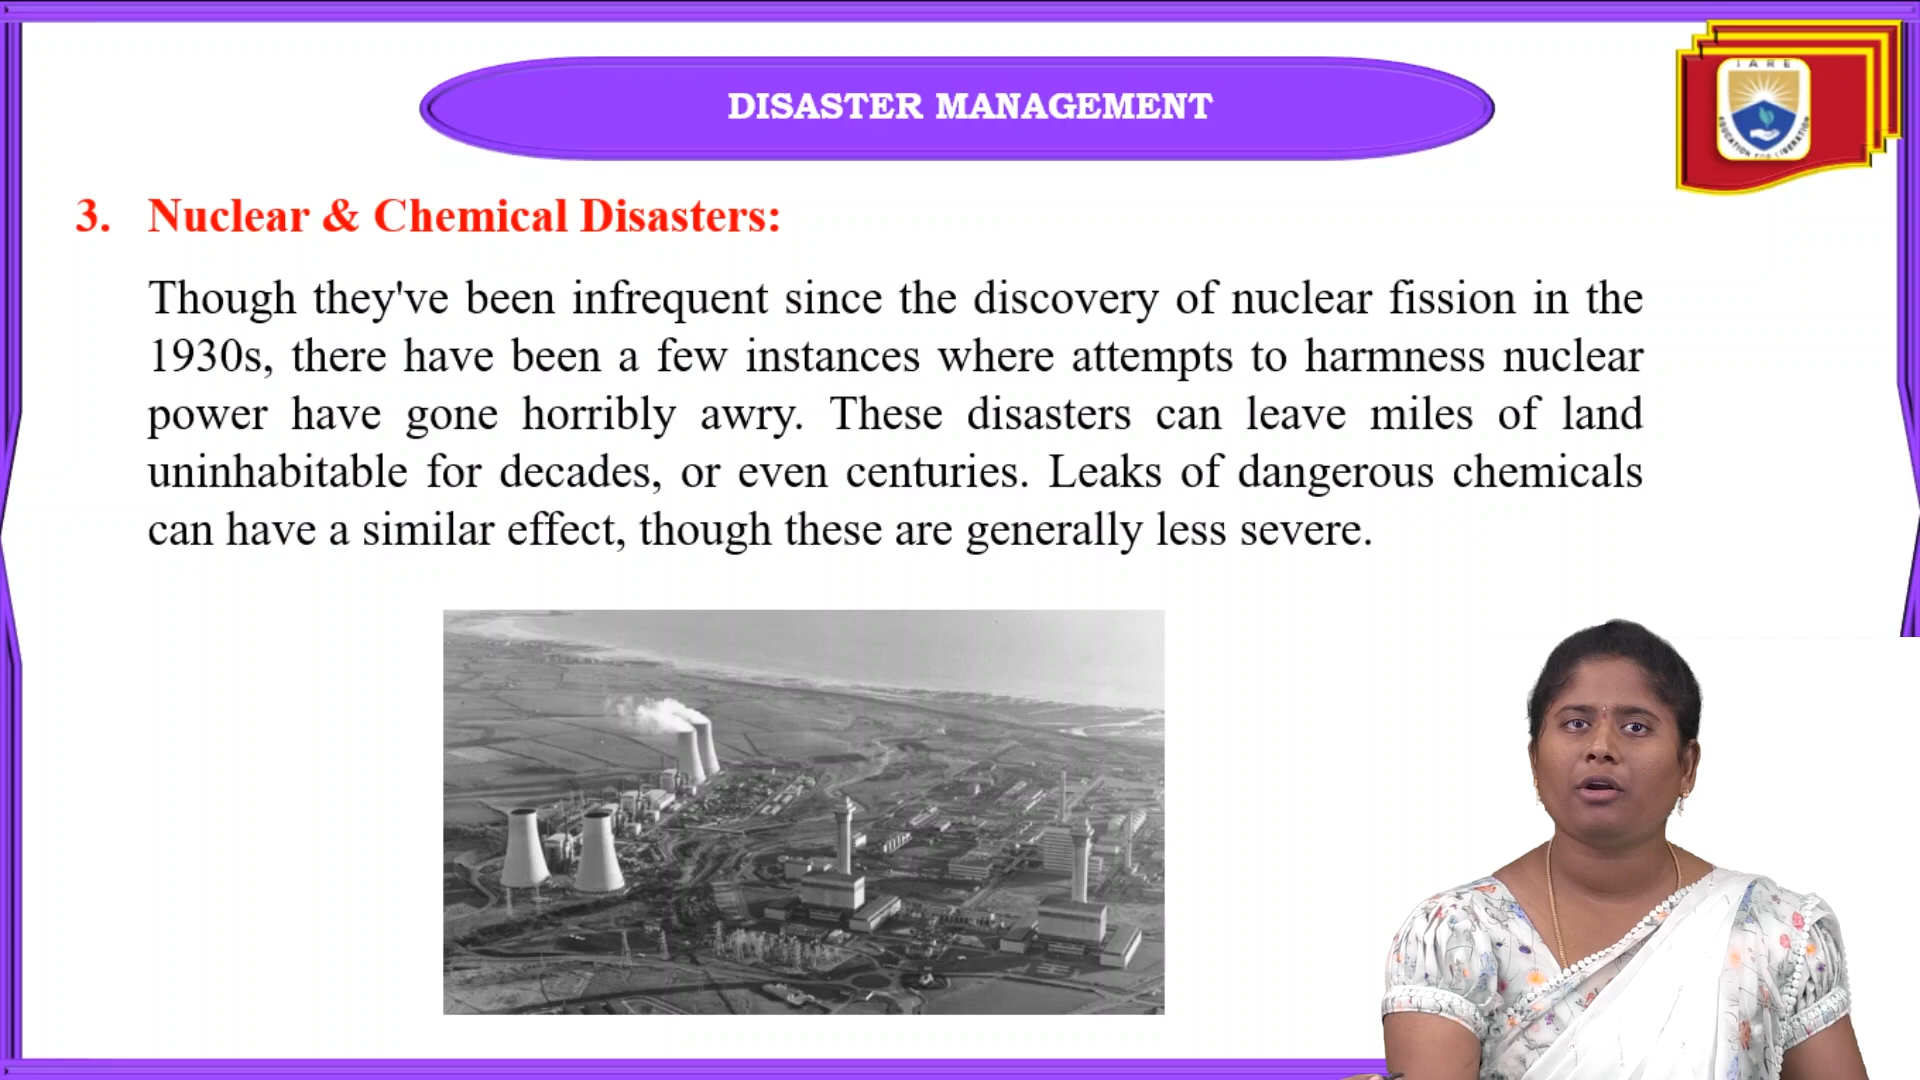 IARE
EDUCATION FOR LIBERATION
DISASTER MANAGEMENT
3. Nuclear & Chemical Disasters:
Though they've been infrequent since the discovery of nuclear fission in the
1930s, there have been a few instances where attempts to harmness nuclear
power have gone horribly awry. These disasters can leave miles of land
uninhabitable for decades, or even centuries. Leaks of dangerous chemicals
can have a similar effect, though these are generally less severe.